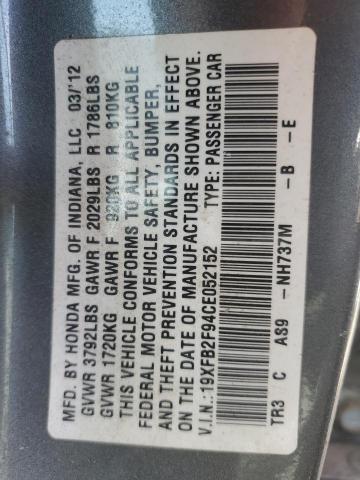 MFD. BY HONDA MFG. OF INDIANA, LLC 03/'12
GVWR 3792LBS GAWR F 2029LBS R 1786LBS
GVWR 1720KG GAWR F 920KG R 810KG
THIS VEHICLE CONFORMS TO ALL APPLICABLE
FEDERAL MOTOR VEHICLE SAFETY, BUMPER,
AND THEFT PREVENTION STANDARDS IN EFFECT
ON THE DATE OF MANUFACTURE SHOWN ABOVE.
V.I.N.:19XFB2F94CE052152 TYPE: PASSENGER CAR
TR3 C AS9 -NH737M -B -E